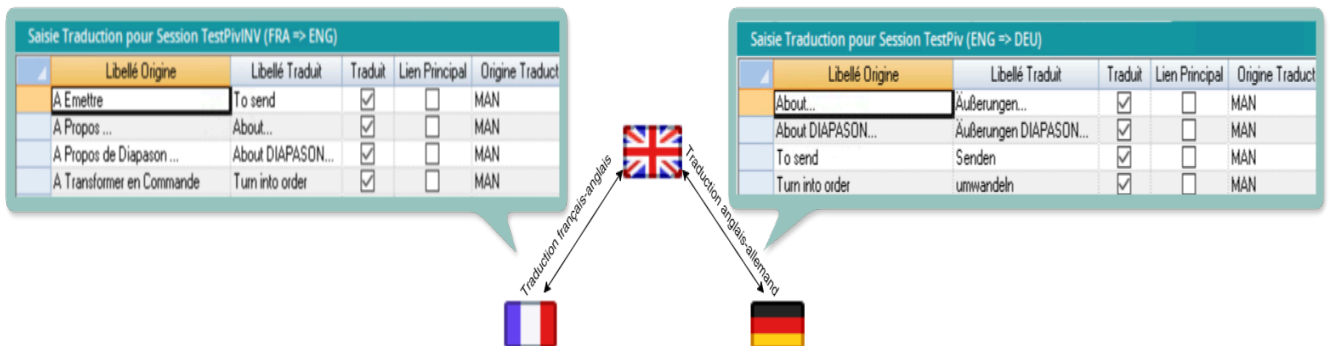 Saisie Traduction pour Session TestPivINV (FRA => ENG)
Libellé Origine Libellé Traduit Traduit Lien Principal Origine Traduct
A Emettre To send MAN
A Propos ... About... MAN
A Propos de Diapason ... About DIAPASON... MAN
A Transformer en Commande Turn into order MAN
Saisie Traduction pour Session TestPiv (ENG => DEU)
Libellé Origine Libellé Traduit Traduit Lien Principal Origine Traduct
About... Äußerungen... MAN
About DIAPASON... Äußerungen DIAPASON... MAN
To send Senden MAN
Turn into order umwandeln MAN
Traduction français-anglais
Traduction anglais-allemand